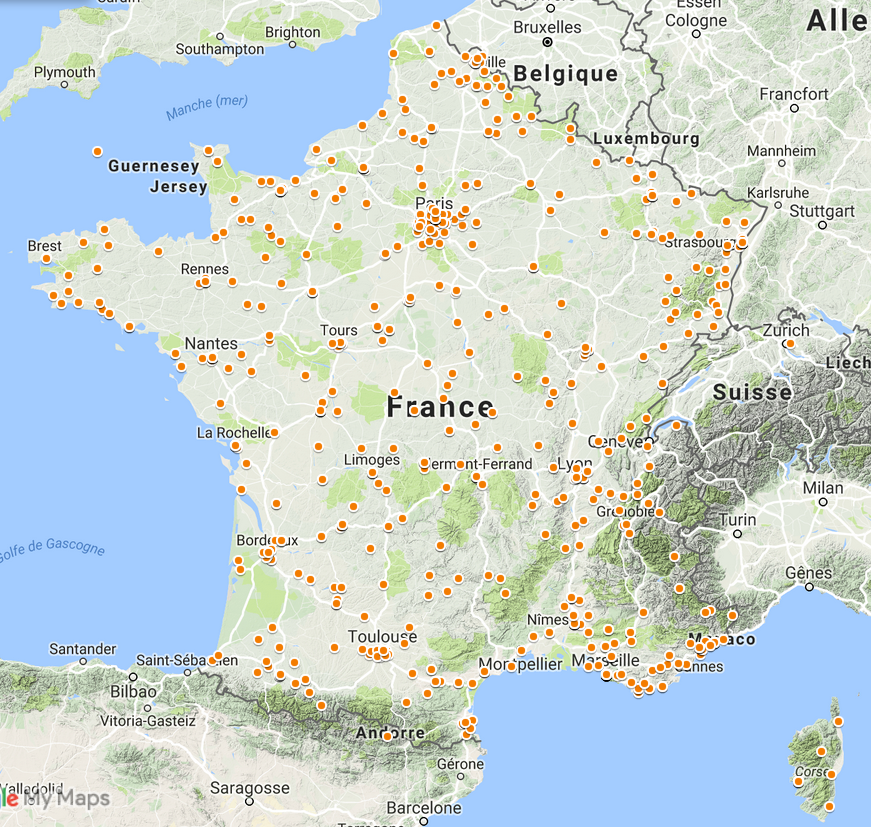 Essen
Cologne
Alle
Brighton
Southampton
Bruxelles
Plymouth
Belgique
Francfort
Manche (mer)
Luxembourg
Mannheim
Guernesey
Jersey
Karlsruhe
Paris
Stuttgart
Strasbourg
Brest
Rennes
Tours
Zurich
Nantes
Liech
Suisse
France
La Rochelle
Genève
Limoges
Clermont-Ferrand
Lyon
Milan
Grenoble
Turin
Bordeaux
Golfe de Gascogne
Gênes
Nîmes
Toulouse
Monaco
Santander
Saint-Sébastien
Montpellier
Marseille
Cannes
Bilbao
Vitoria-Gasteiz
Andorre
Gérone
Corse
Valladolid
My Maps
Saragosse
Barcelone